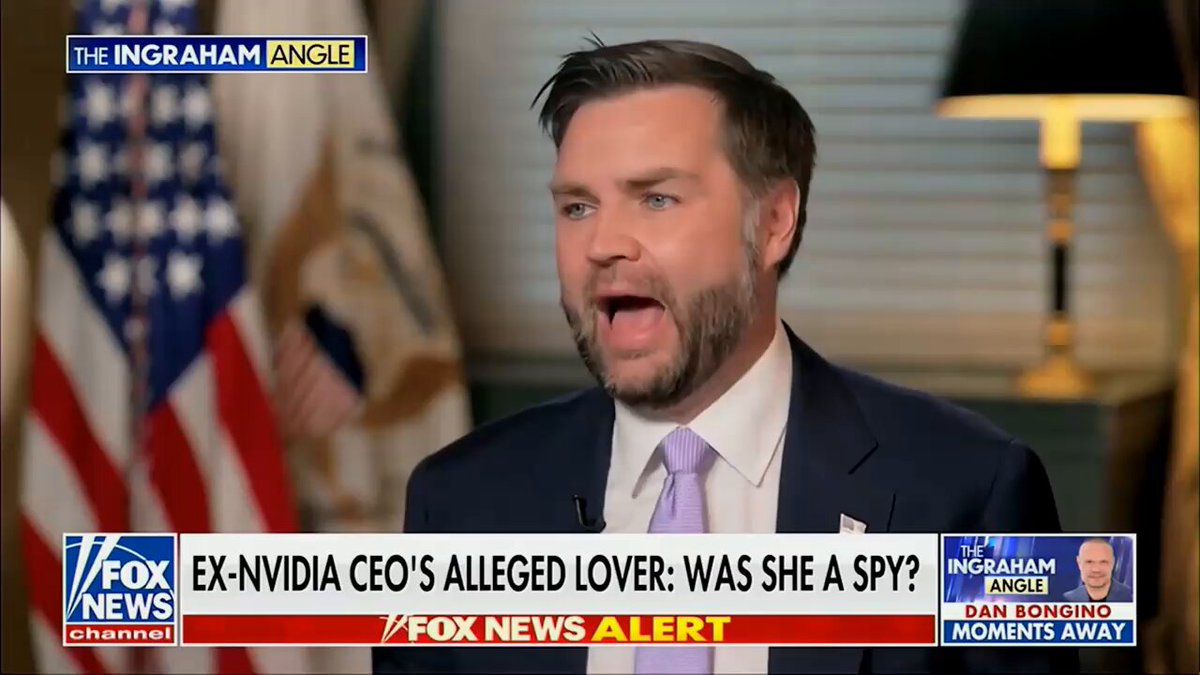 THE INGRAHAM ANGLE
FOX
NEWS
channel
EX-NVIDIA CEO'S ALLEGED LOVER: WAS SHE A SPY?
FOX NEWS ALERT
THE
INGRAHAM
ANGLE
DAN BONGINO
MOMENTS AWAY